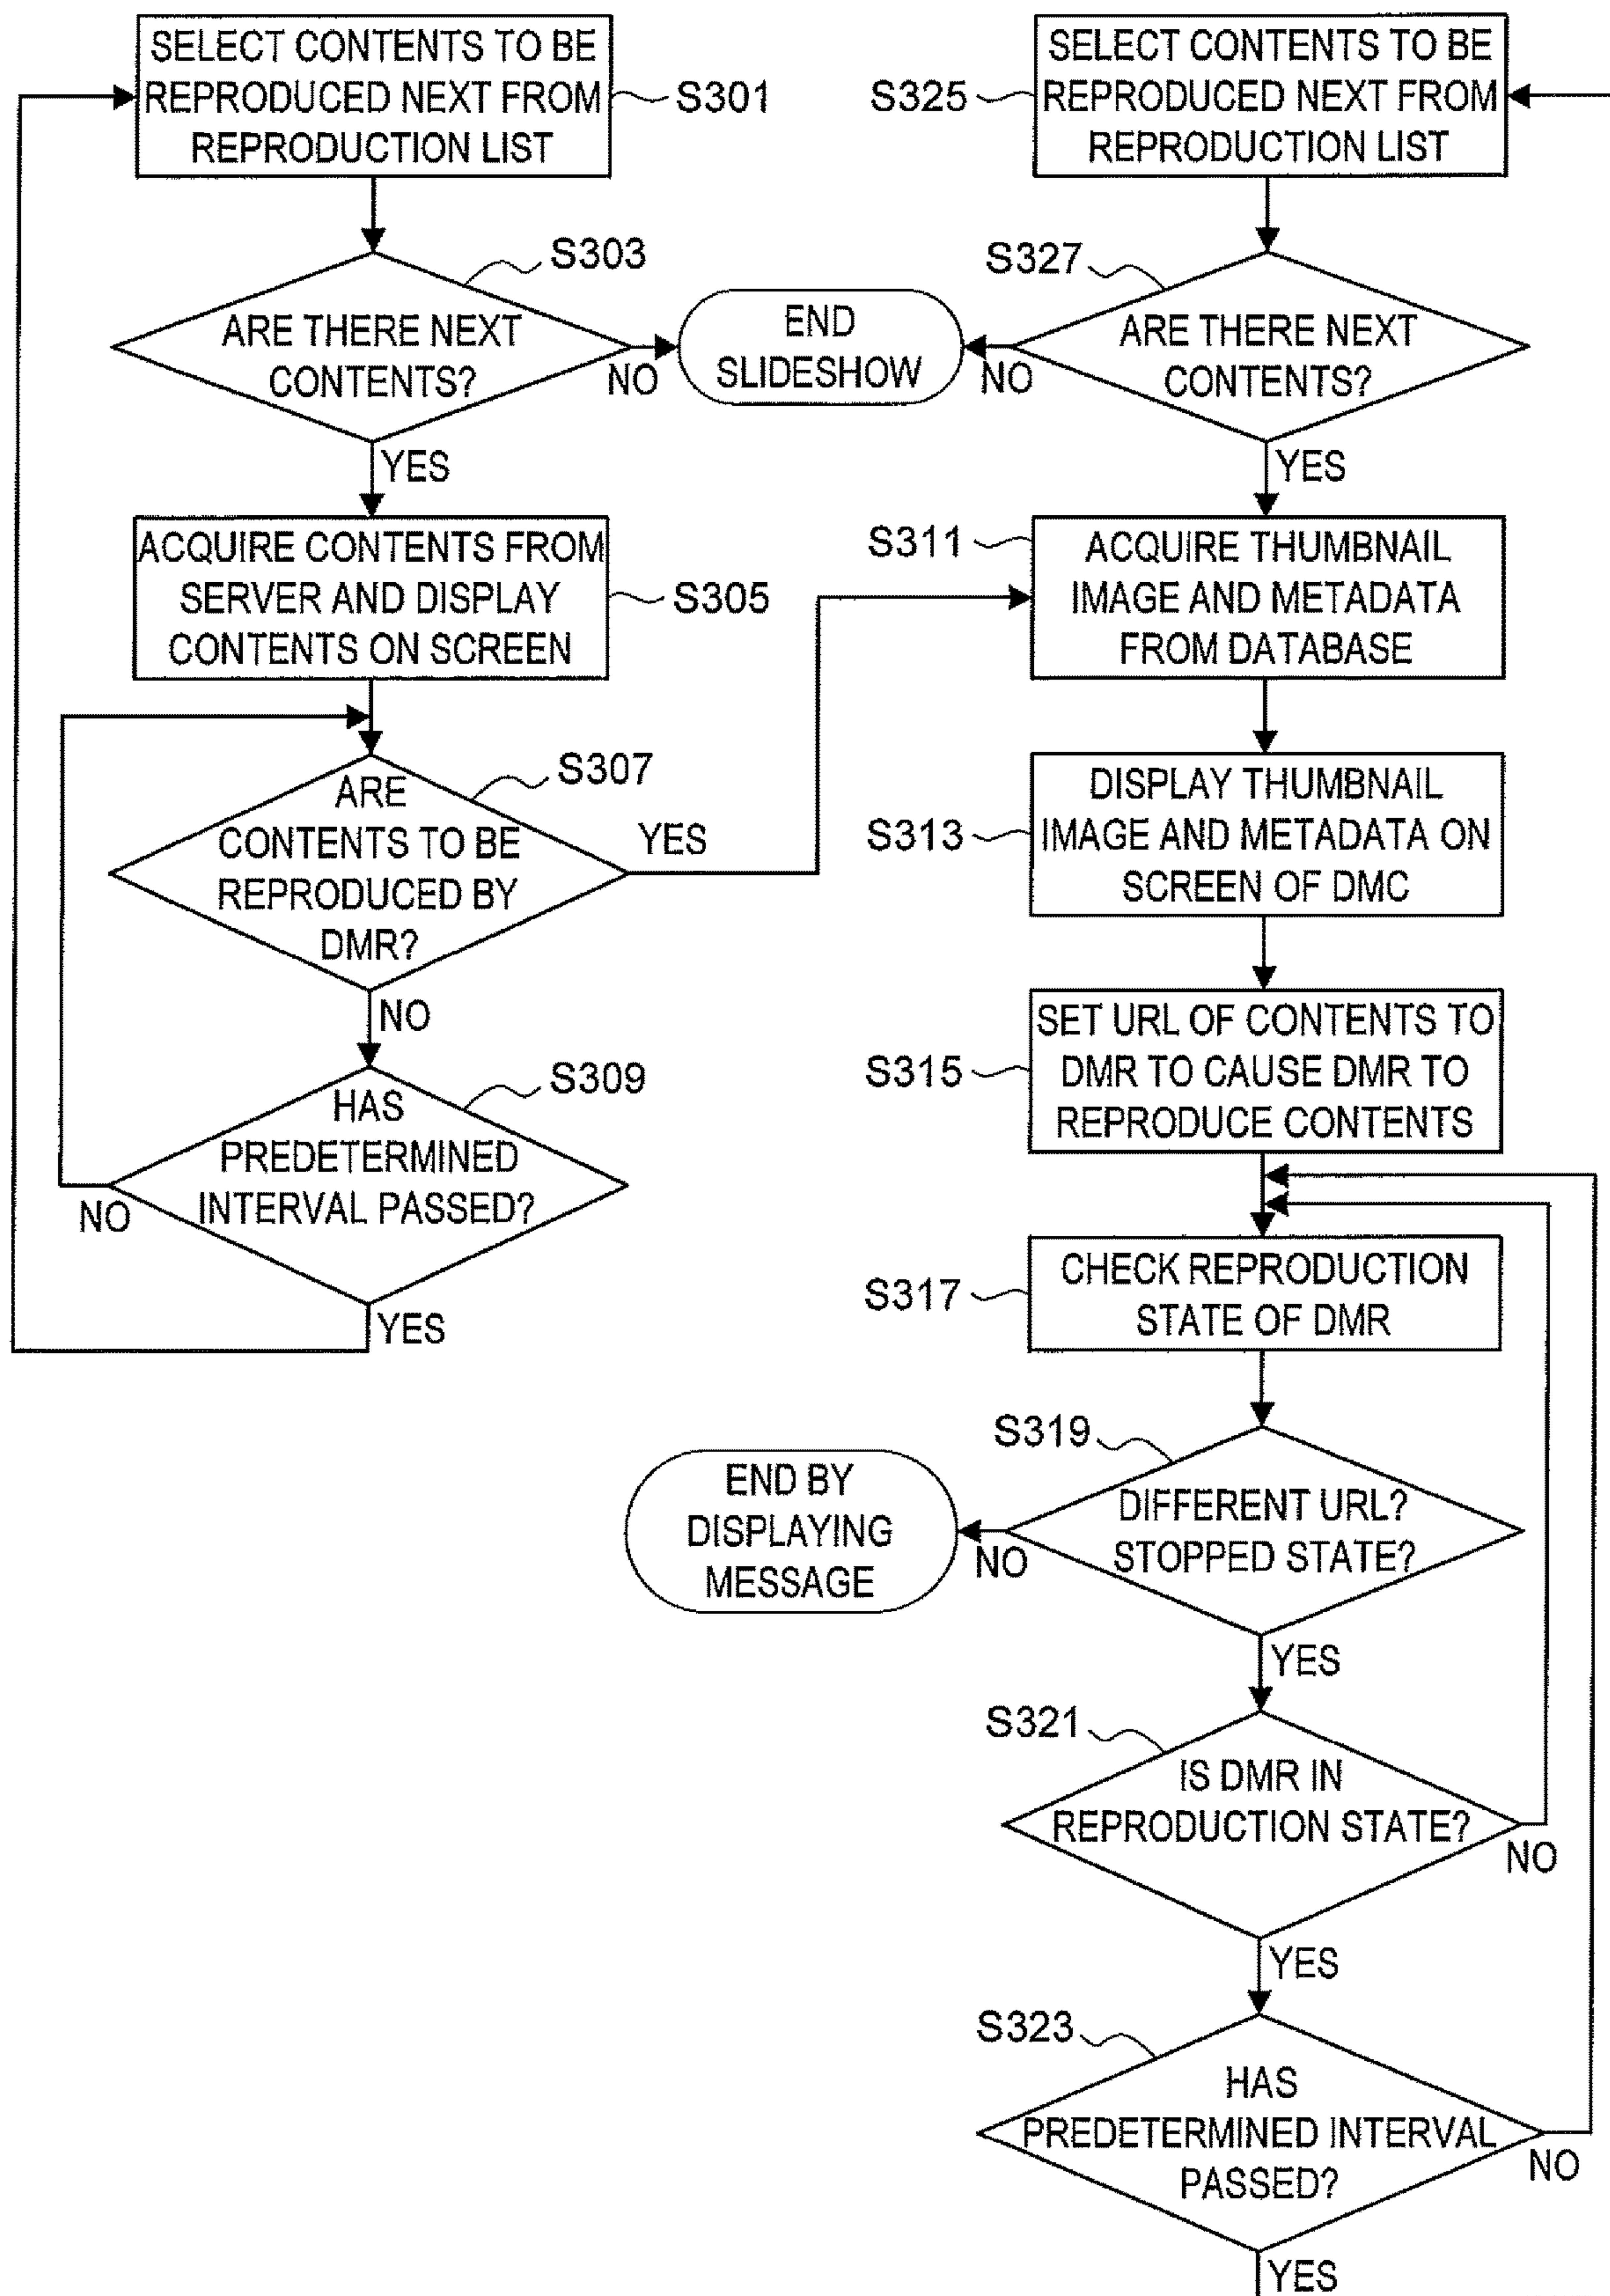 SELECT CONTENTS TO BE
REPRODUCED NEXT FROM
REPRODUCTION LIST
S301
S303
ARE THERE NEXT
CONTENTS?
NO
YES
END
SLIDESHOW
ACQUIRE CONTENTS FROM
SERVER AND DISPLAY
CONTENTS ON SCREEN
S305
S307
ARE
CONTENTS TO BE
REPRODUCED BY
DMR?
YES
NO
S309
HAS
PREDETERMINED
INTERVAL PASSED?
NO
YES
SELECT CONTENTS TO BE
REPRODUCED NEXT FROM
REPRODUCTION LIST
S325
S327
ARE THERE NEXT
CONTENTS?
NO
YES
S311
ACQUIRE THUMBNAIL
IMAGE AND METADATA
FROM DATABASE
S313
DISPLAY THUMBNAIL
IMAGE AND METADATA ON
SCREEN OF DMC
S315
SET URL OF CONTENTS TO
DMR TO CAUSE DMR TO
REPRODUCE CONTENTS
S317
CHECK REPRODUCTION
STATE OF DMR
S319
DIFFERENT URL?
STOPPED STATE?
NO
END BY
DISPLAYING
MESSAGE
YES
S321
IS DMR IN
REPRODUCTION STATE?
NO
YES
S323
HAS
PREDETERMINED INTERVAL
PASSED?
NO
YES